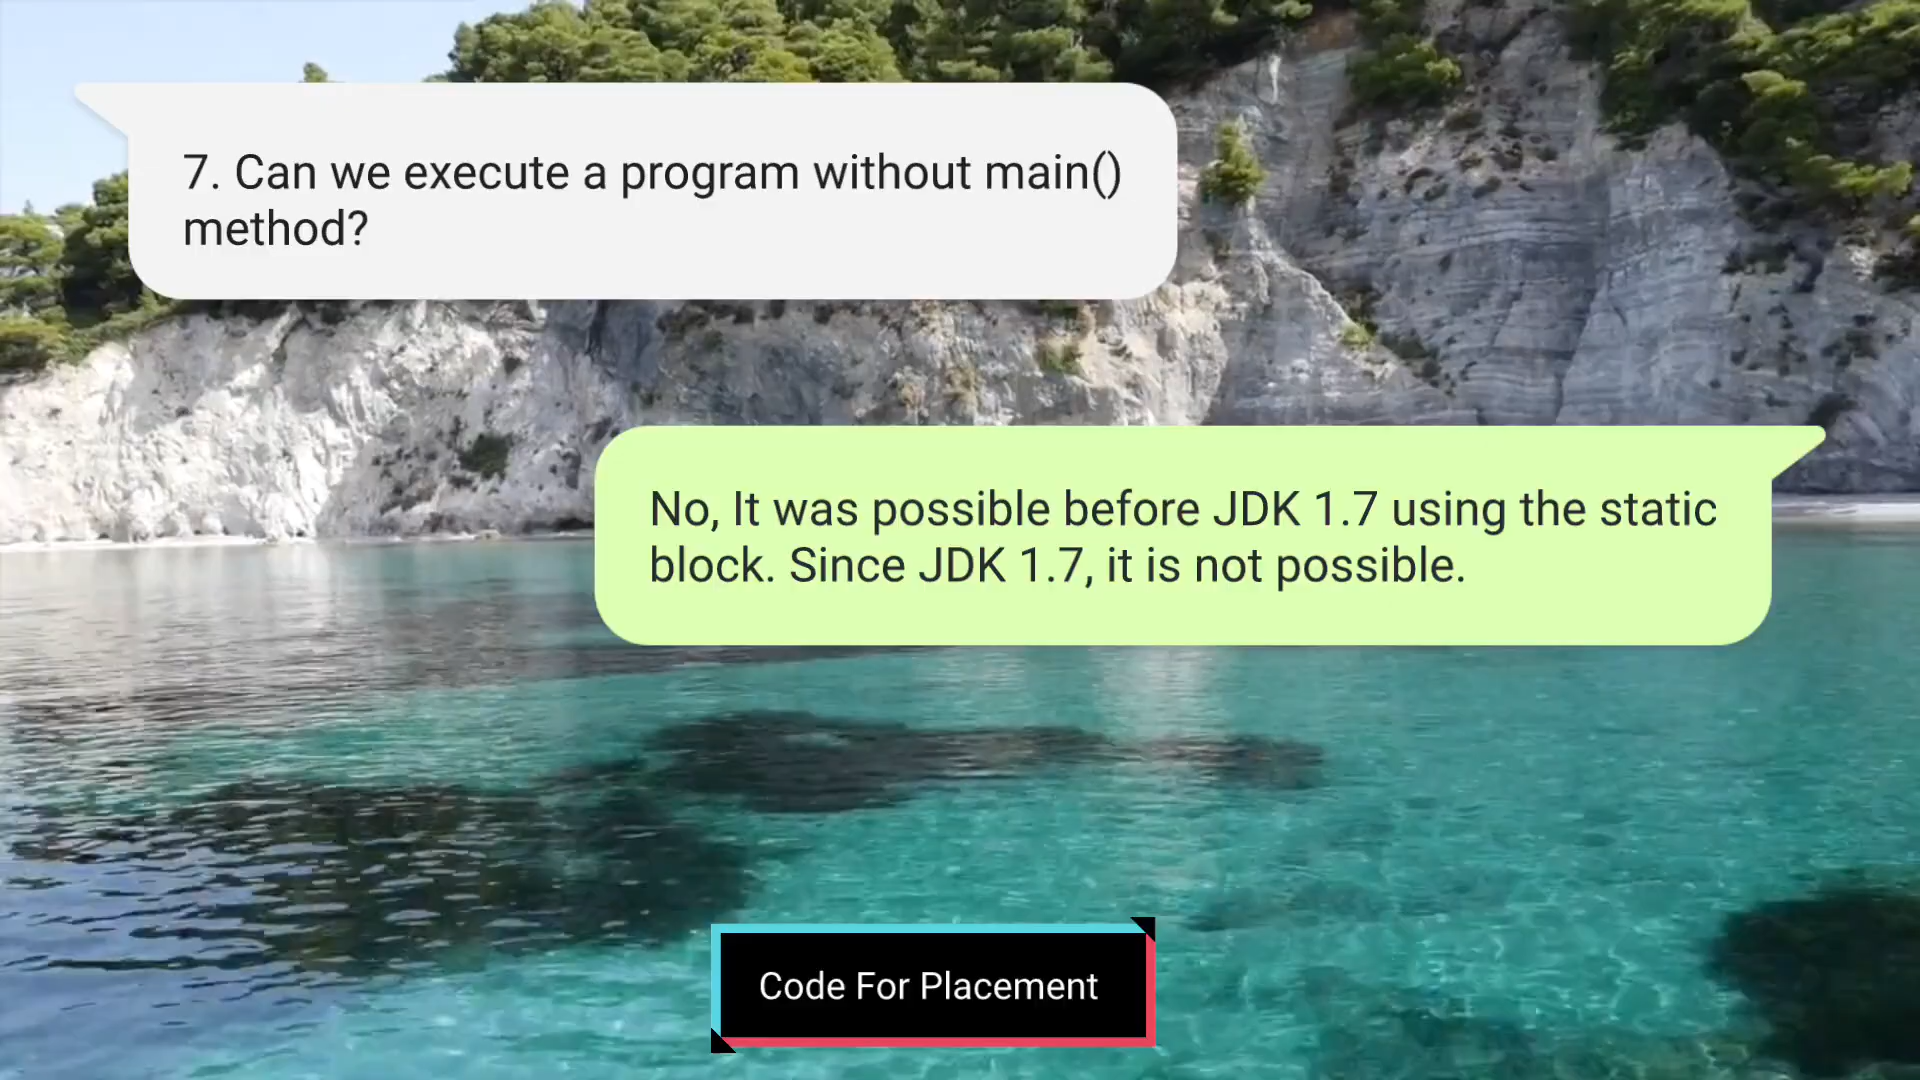 7. Can we execute a program without main()
method?
No, It was possible before JDK 1.7 using the static
block. Since JDK 1.7, it is not possible.
Code For Placement